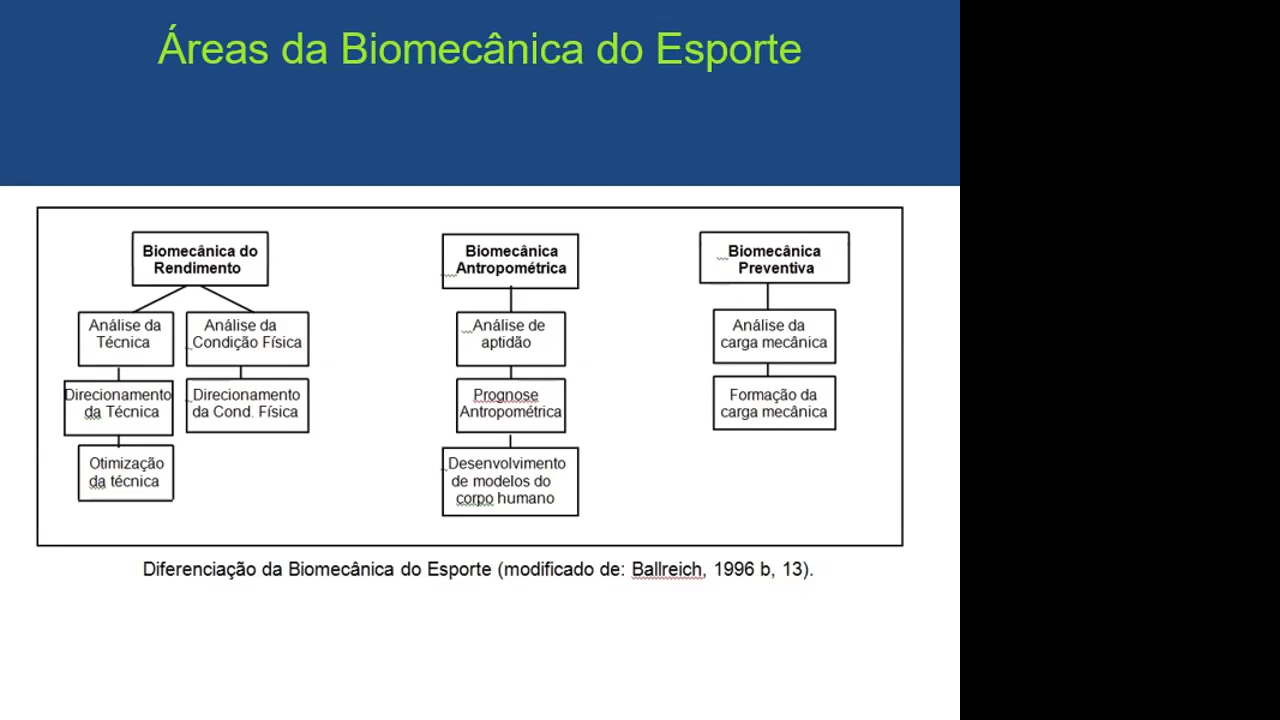 Áreas da Biomecânica do Esporte
Biomecânica do
Rendimento
Análise da
Técnica
Análise da
Condição Física
Direcionamento
da Técnica
Direcionamento
da Cond. Física
Otimização
da técnica
Biomecânica
Antropométrica
Análise de
aptidão
Prognose
Antropométrica
Desenvolvimento
de modelos do
corpo humano
Biomecânica
Preventiva
Análise da
carga mecânica
Formação da
carga mecânica
Diferenciação da Biomecânica do Esporte (modificado de: Ballreich, 1996 b, 13).